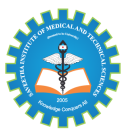 SAVEETHA INSTITUTE OF MEDICAL AND TECHNICAL SCIENCES
2005
Knowledge Conquers All